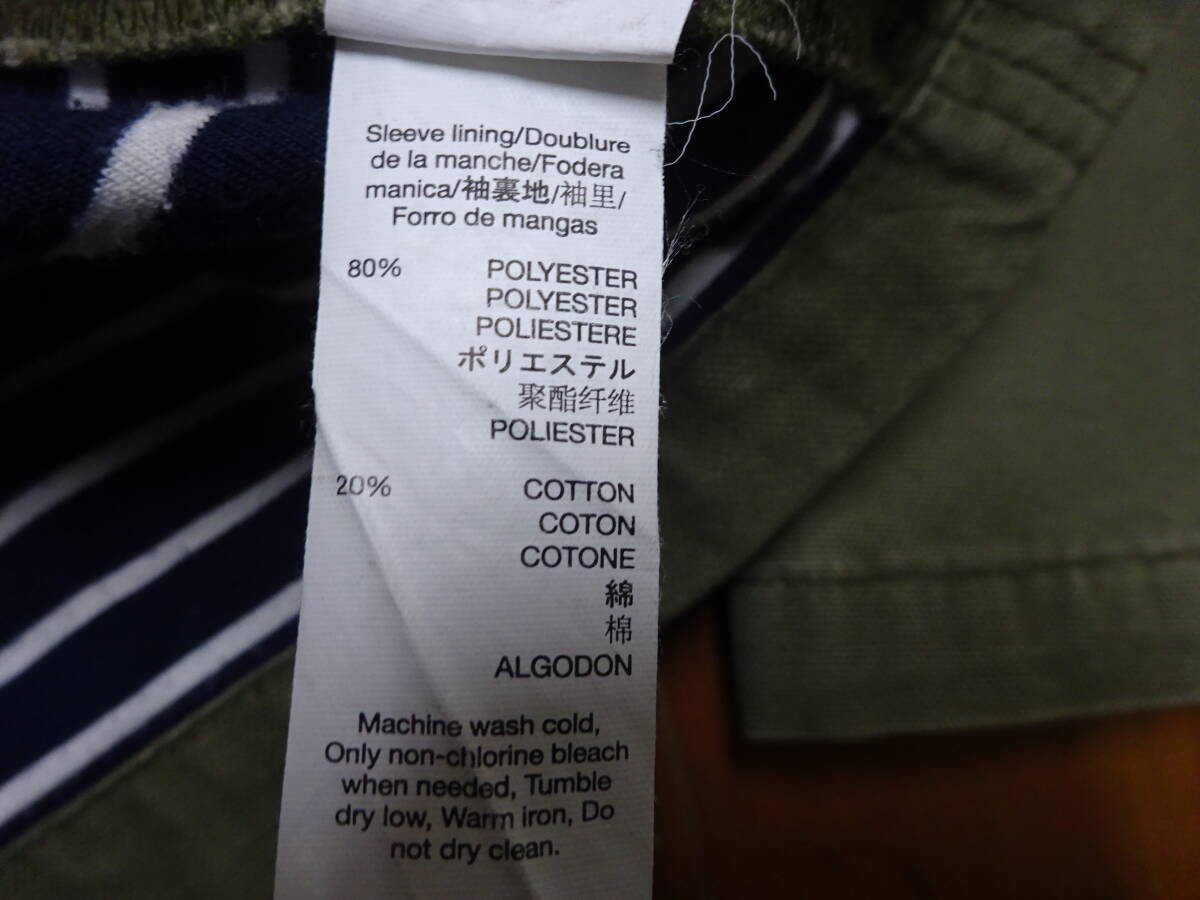 Sleeve lining/Doublure
de la manche/Fodera
manica/袖裏地/袖里/
Forro de mangas
80% POLYESTER
POLYESTER
POLIESTERE
ポリエステル
聚酯纤维
POLIESTER
20% COTTON
COTON
COTONE
綿
棉
ALGODON
Machine wash cold,
Only non-chlorine bleach
when needed, Tumble
dry low, Warm iron, Do
not dry clean.